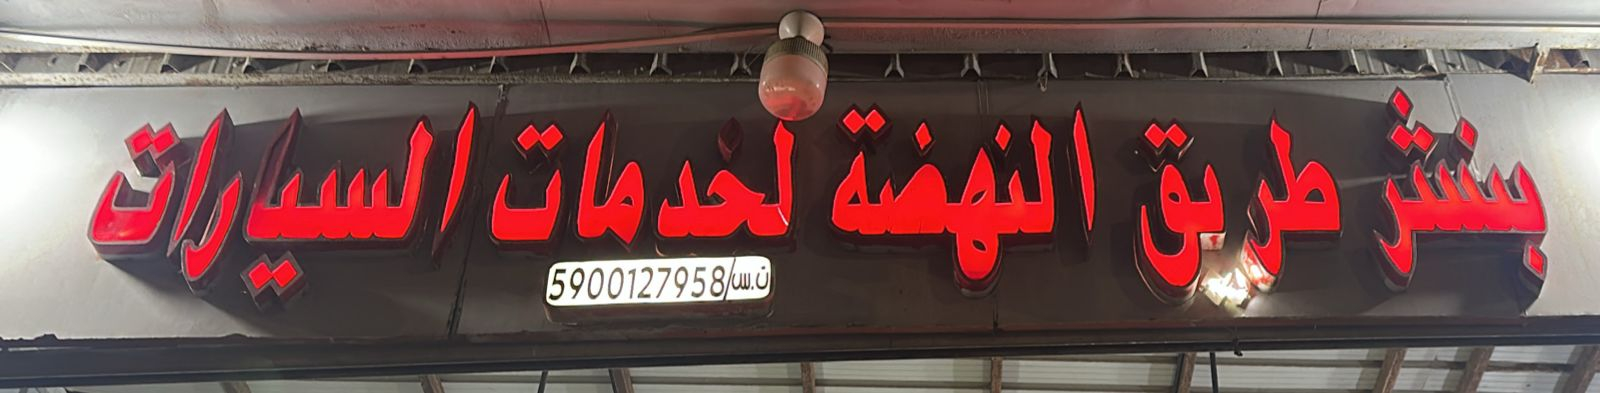 بنشر طريق النهضة لخدمات السيارات
ن.س/5900127958